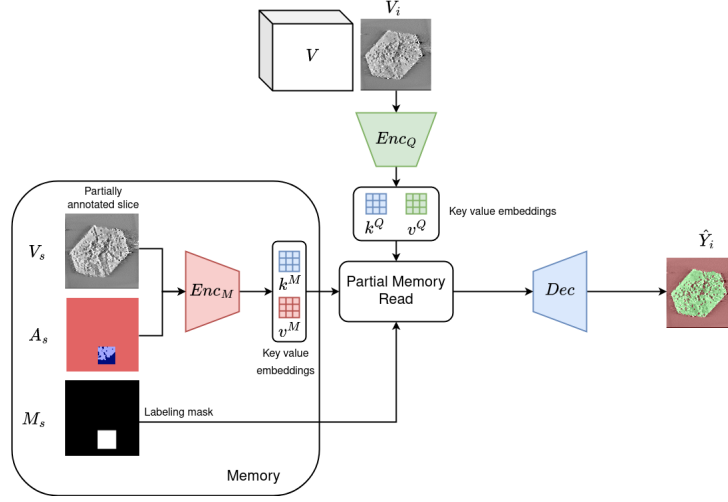 V_i
V
Enc_Q
k^Q
v^Q
Key value embeddings
Partially
annotated slice
V_s
A_s
M_s
Enc_M
k^M
v^M
Key value
embeddings
Labeling mask
Memory
Partial Memory
Read
Dec
Ŷ_i